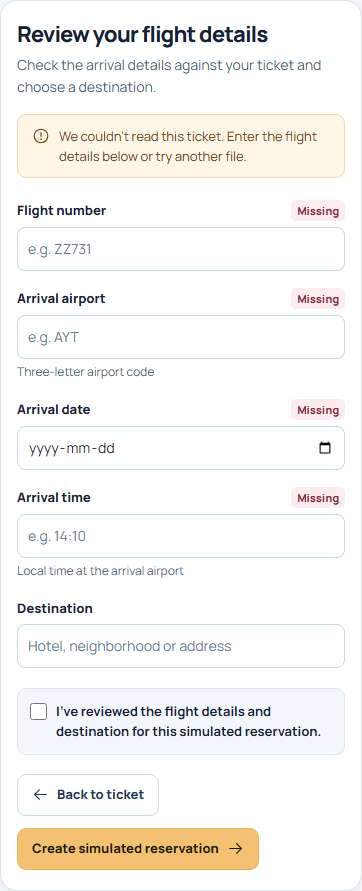 Review your flight details
Check the arrival details against your ticket and
choose a destination.
We couldn't read this ticket. Enter the flight
details below or try another file.
Flight number Missing
e.g. ZZ731
Arrival airport Missing
e.g. AYT
Three-letter airport code
Arrival date Missing
yyyy-mm-dd
Arrival time Missing
e.g. 14:10
Local time at the arrival airport
Destination
Hotel, neighborhood or address
I've reviewed the flight details and
destination for this simulated reservation.
Back to ticket
Create simulated reservation